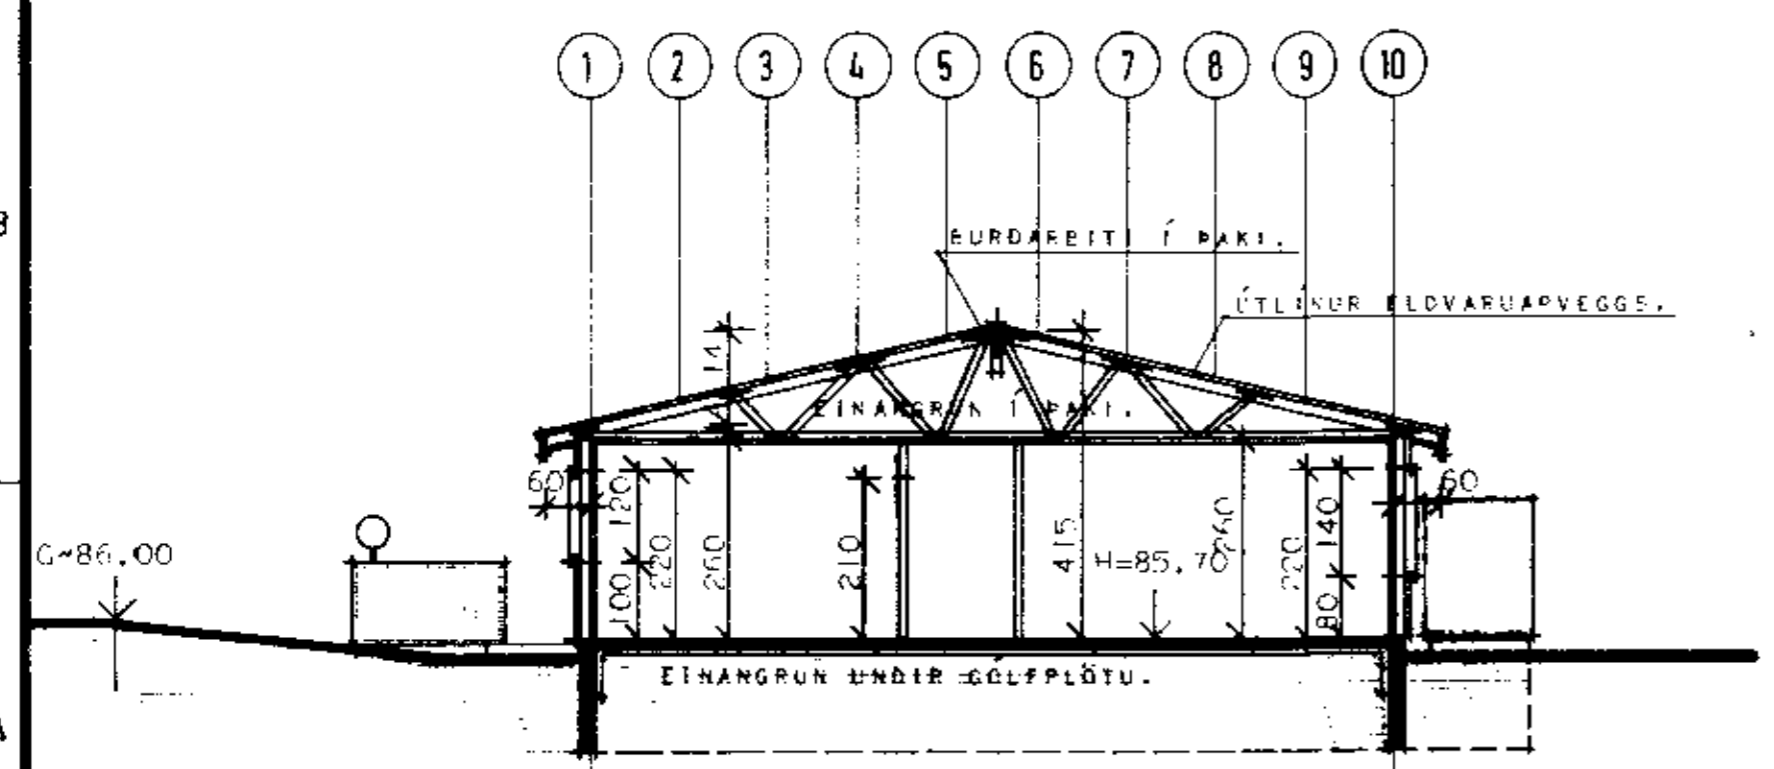 1 2 3 4 5 6 7 8 9 10
BURÐARBITI Í ÞAKI.
ÚTLÍNUR ELDVARNARVEGGS.
14
EINANGRUN Í ÞAKI.
60 120 220 260 210 415 260 220 140 60
G~86.00
H=85.70
100 80
EINANGRUN UNDIR GÓLFPLÖTU.
A